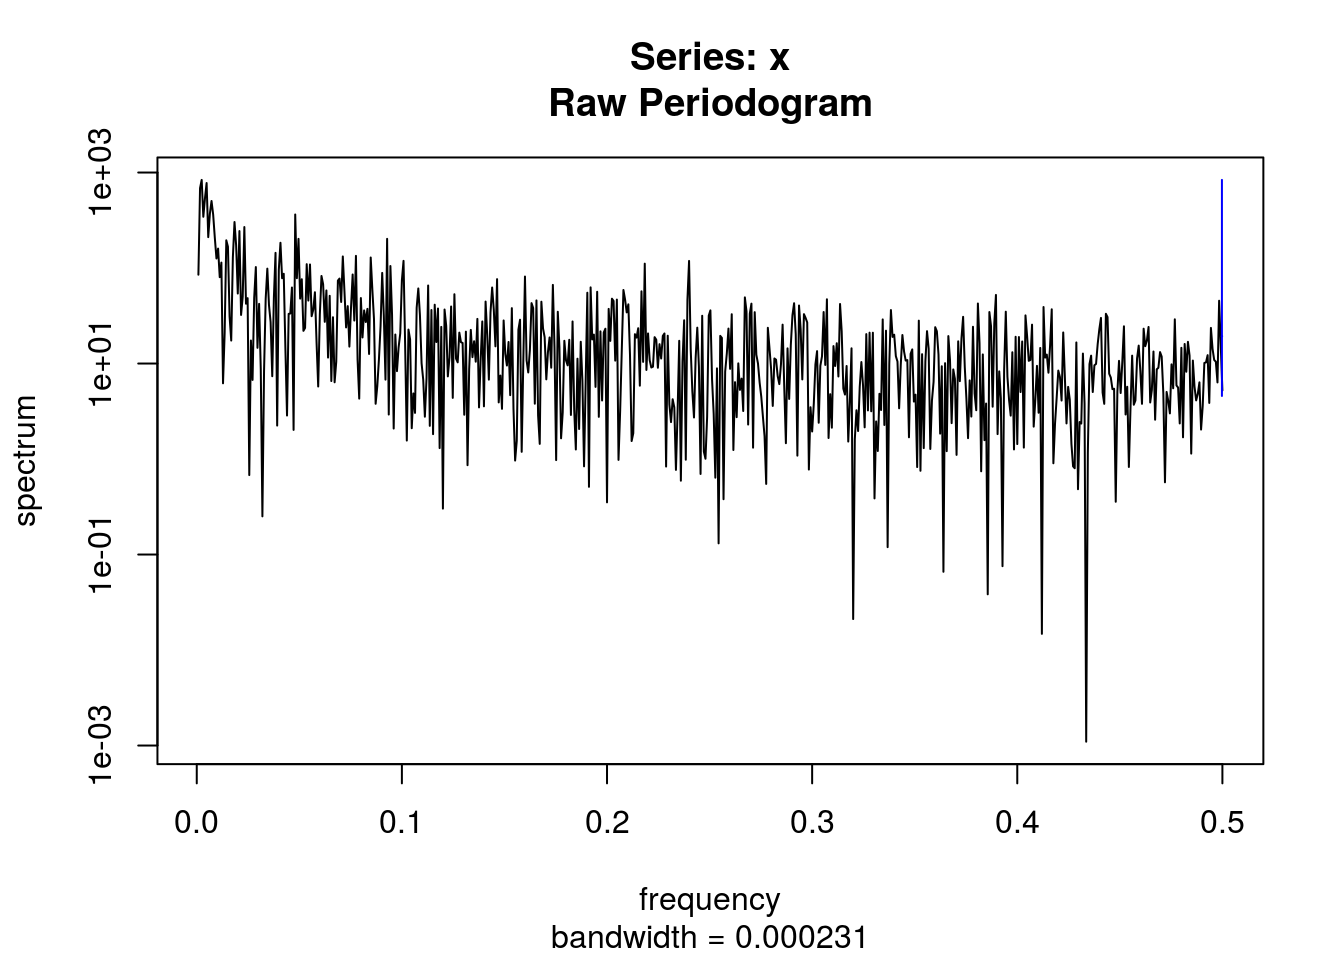 Series: x
Raw Periodogram
spectrum
1e+03
1e+01
1e-01
1e-03
0.0 0.1 0.2 0.3 0.4 0.5
frequency
bandwidth = 0.000231